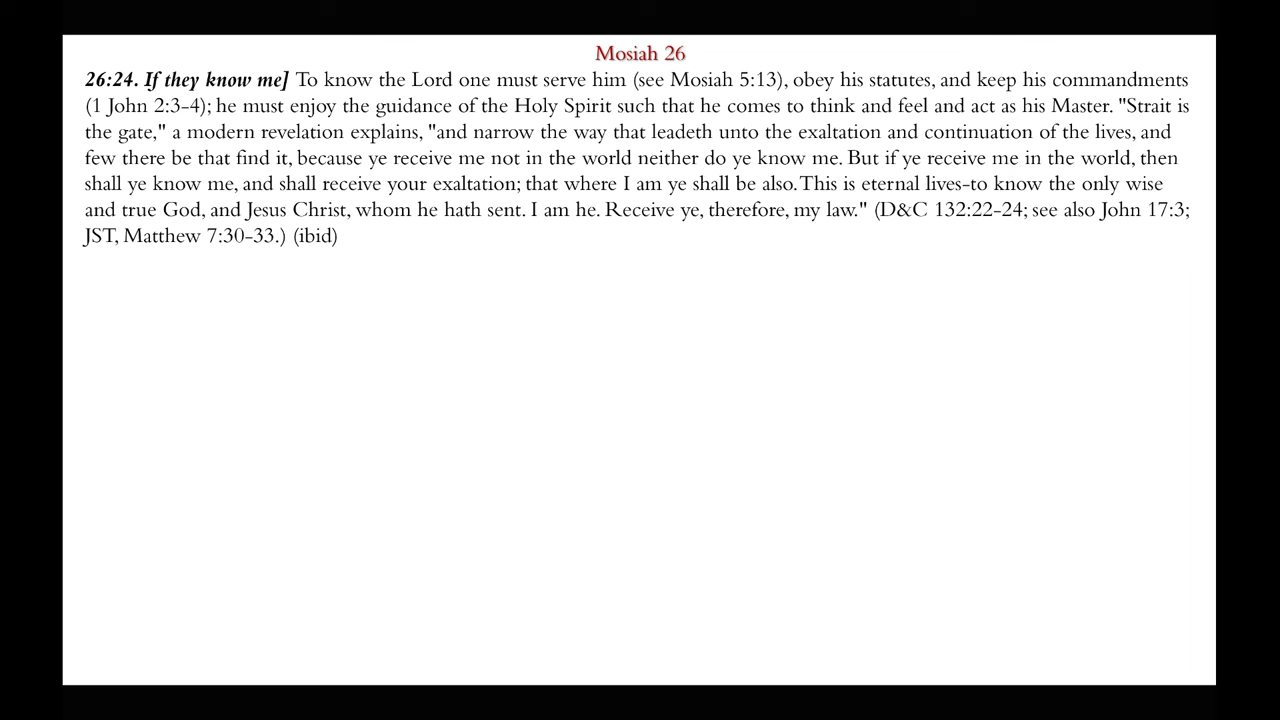 Mosiah 26
26:24. If they know me] To know the Lord one must serve him (see Mosiah 5:13), obey his statutes, and keep his commandments
(1 John 2:3-4); he must enjoy the guidance of the Holy Spirit such that he comes to think and feel and act as his Master. "Strait is
the gate," a modern revelation explains, "and narrow the way that leadeth unto the exaltation and continuation of the lives, and
few there be that find it, because ye receive me not in the world neither do ye know me. But if ye receive me in the world, then
shall ye know me, and shall receive your exaltation; that where I am ye shall be also. This is eternal lives-to know the only wise
and true God, and Jesus Christ, whom he hath sent. I am he. Receive ye, therefore, my law." (D&C 132:22-24; see also John 17:3;
JST, Matthew 7:30-33.) (ibid)